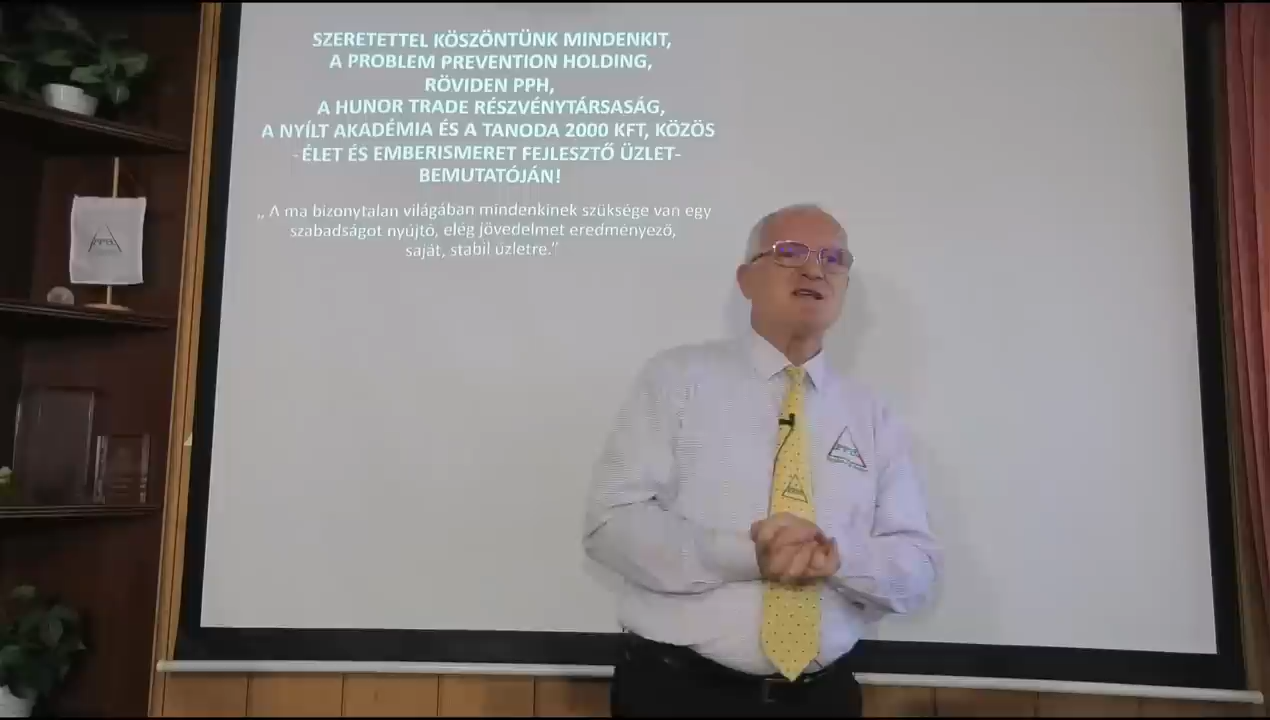 SZERETETTEL KÖSZÖNTÜNK MINDENKIT,
A PROBLEM PREVENTION HOLDING,
RÖVIDEN PPH,
A HUNOR TRADE RÉSZVÉNYTÁRSASÁG,
A NYÍLT AKADÉMIA ÉS A TANODA 2000 KFT, KÖZÖS
-ÉLET ÉS EMBERISMERET FEJLESZTŐ ÜZLET-
BEMUTATÓJÁN!
„ A ma bizonytalan világában mindenkinek szüksége van egy
szabadságot nyújtó, elég jövedelmet eredményező,
saját, stabil üzletre.”